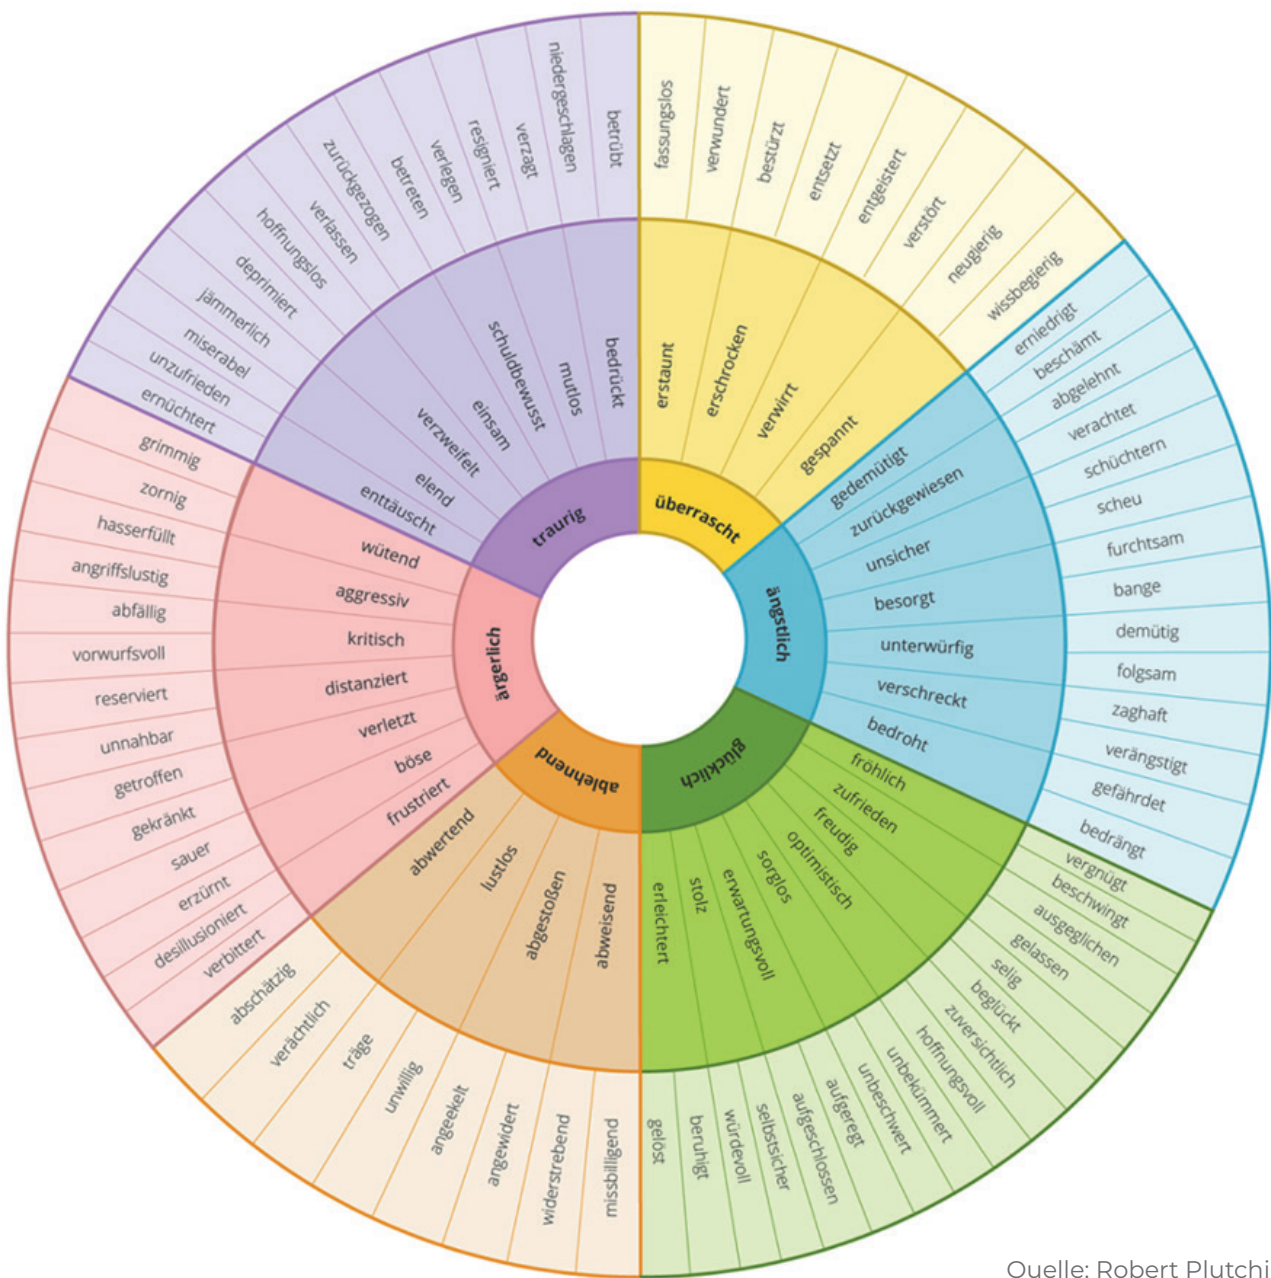 überrascht
erstaunt
erschrocken
verwirrt
gespannt
fassungslos
verwundert
bestürzt
entsetzt
entgeistert
verstört
neugierig
wissbegierig
ängstlich
gedemütigt
zurückgewiesen
unsicher
besorgt
unterwürfig
verschreckt
bedroht
erniedrigt
beschämt
abgelehnt
verachtet
schüchtern
scheu
furchtsam
bange
demütig
folgsam
zaghaft
verängstigt
gefährdet
bedrängt
glücklich
fröhlich
zufrieden
freudig
optimistisch
sorglos
erwartungsvoll
stolz
erleichtert
vergnügt
beschwingt
ausgeglichen
gelassen
selig
beglückt
zuversichtlich
hoffnungsvoll
unbekümmert
unbeschwert
aufgeregt
aufgeschlossen
selbstsicher
würdevoll
beruhigt
gelöst
ablehnend
abweisend
abgestoßen
lustlos
abwertend
missbilligend
widerstrebend
angewidert
angeekelt
unwillig
träge
verächtlich
abschätzig
ärgerlich
frustriert
böse
verletzt
distanziert
kritisch
aggressiv
wütend
verbittert
desillusioniert
erzürnt
sauer
gekränkt
getroffen
unnahbar
reserviert
vorwurfsvoll
abfällig
angriffslustig
hasserfüllt
zornig
grimmig
traurig
enttäuscht
elend
verzweifelt
einsam
schuldbewusst
mutlos
bedrückt
ernüchtert
unzufrieden
miserabel
jämmerlich
deprimiert
hoffnungslos
verlassen
zurückgezogen
betreten
verlegen
resigniert
verzagt
niedergeschlagen
betrübt
Quelle: Robert Plutchi